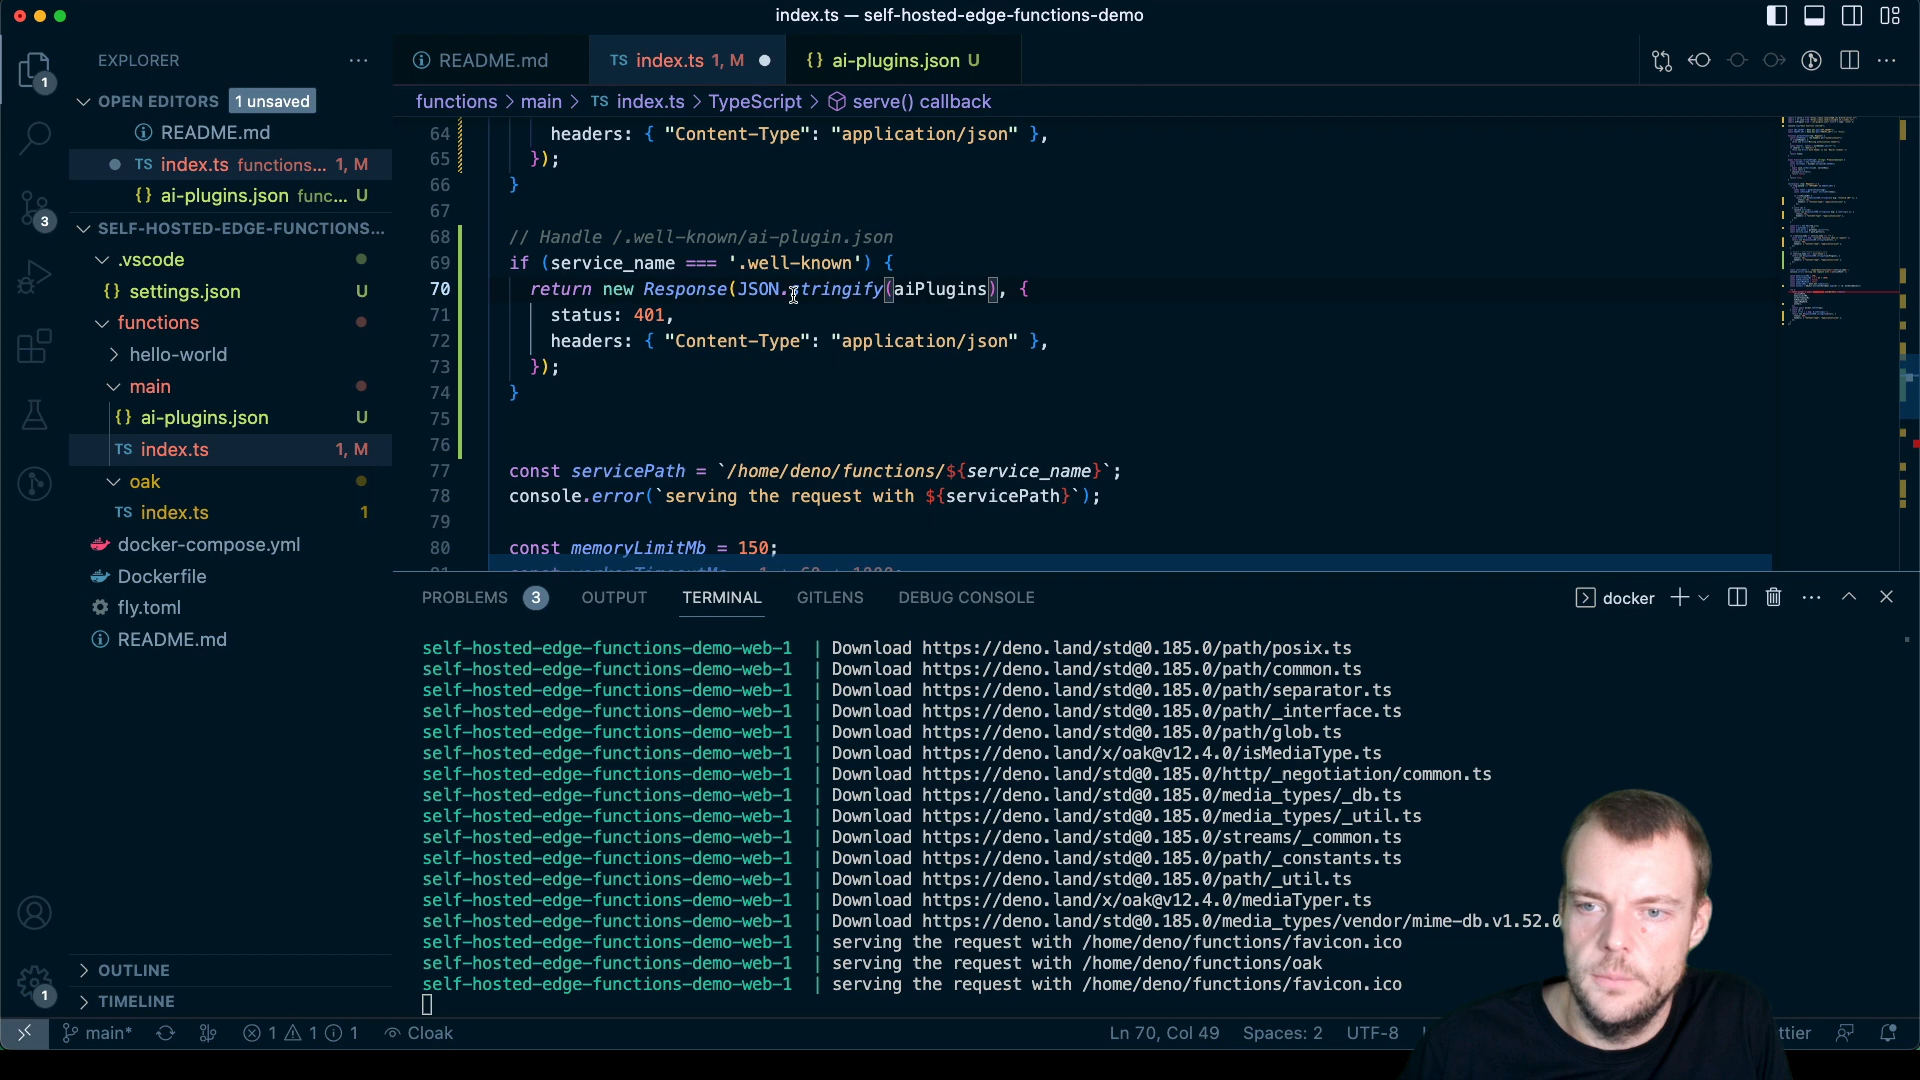 index.ts — self-hosted-edge-functions-demo
1
EXPLORER
OPEN EDITORS 1 unsaved
README.md
TS index.ts functions... 1, M
{} ai-plugins.json func... U
3
SELF-HOSTED-EDGE-FUNCTIONS...
.vscode
{} settings.json
functions
hello-world
main
{} ai-plugins.json U
TS index.ts 1, M
oak
TS index.ts 1
docker-compose.yml
Dockerfile
fly.toml
README.md
OUTLINE
TIMELINE
1
README.md
TS index.ts 1, M
{} ai-plugins.json U
functions > main > TS index.ts > TypeScript > serve() callback
64 headers: { "Content-Type": "application/json" },
65 });
66 }
67
68 // Handle /.well-known/ai-plugin.json
69 if (service_name === '.well-known') {
70 return new Response(JSON.stringify(aiPlugins), {
71 status: 401,
72 headers: { "Content-Type": "application/json" },
73 });
74 }
75
76
77 const servicePath = `/home/deno/functions/${service_name}`;
78 console.error(`serving the request with ${servicePath}`);
79
80 const memoryLimitMb = 150;
PROBLEMS 3 OUTPUT TERMINAL GITLENS DEBUG CONSOLE
docker
self-hosted-edge-functions-demo-web-1 | Download https://deno.land/std@0.185.0/path/posix.ts
self-hosted-edge-functions-demo-web-1 | Download https://deno.land/std@0.185.0/path/common.ts
self-hosted-edge-functions-demo-web-1 | Download https://deno.land/std@0.185.0/path/separator.ts
self-hosted-edge-functions-demo-web-1 | Download https://deno.land/std@0.185.0/path/_interface.ts
self-hosted-edge-functions-demo-web-1 | Download https://deno.land/std@0.185.0/path/glob.ts
self-hosted-edge-functions-demo-web-1 | Download https://deno.land/x/oak@v12.4.0/isMediaType.ts
self-hosted-edge-functions-demo-web-1 | Download https://deno.land/std@0.185.0/http/_negotiation/common.ts
self-hosted-edge-functions-demo-web-1 | Download https://deno.land/std@0.185.0/media_types/_db.ts
self-hosted-edge-functions-demo-web-1 | Download https://deno.land/std@0.185.0/media_types/_util.ts
self-hosted-edge-functions-demo-web-1 | Download https://deno.land/std@0.185.0/streams/_common.ts
self-hosted-edge-functions-demo-web-1 | Download https://deno.land/std@0.185.0/path/_constants.ts
self-hosted-edge-functions-demo-web-1 | Download https://deno.land/std@0.185.0/path/_util.ts
self-hosted-edge-functions-demo-web-1 | Download https://deno.land/x/oak@v12.4.0/mediaTyper.ts
self-hosted-edge-functions-demo-web-1 | Download https://deno.land/std@0.185.0/media_types/vendor/mime-db.v1.52.0
self-hosted-edge-functions-demo-web-1 | serving the request with /home/deno/functions/favicon.ico
self-hosted-edge-functions-demo-web-1 | serving the request with /home/deno/functions/oak
self-hosted-edge-functions-demo-web-1 | serving the request with /home/deno/functions/favicon.ico
main* 1 1 1 Cloak Ln 70, Col 49 Spaces: 2 UTF-8 ttier